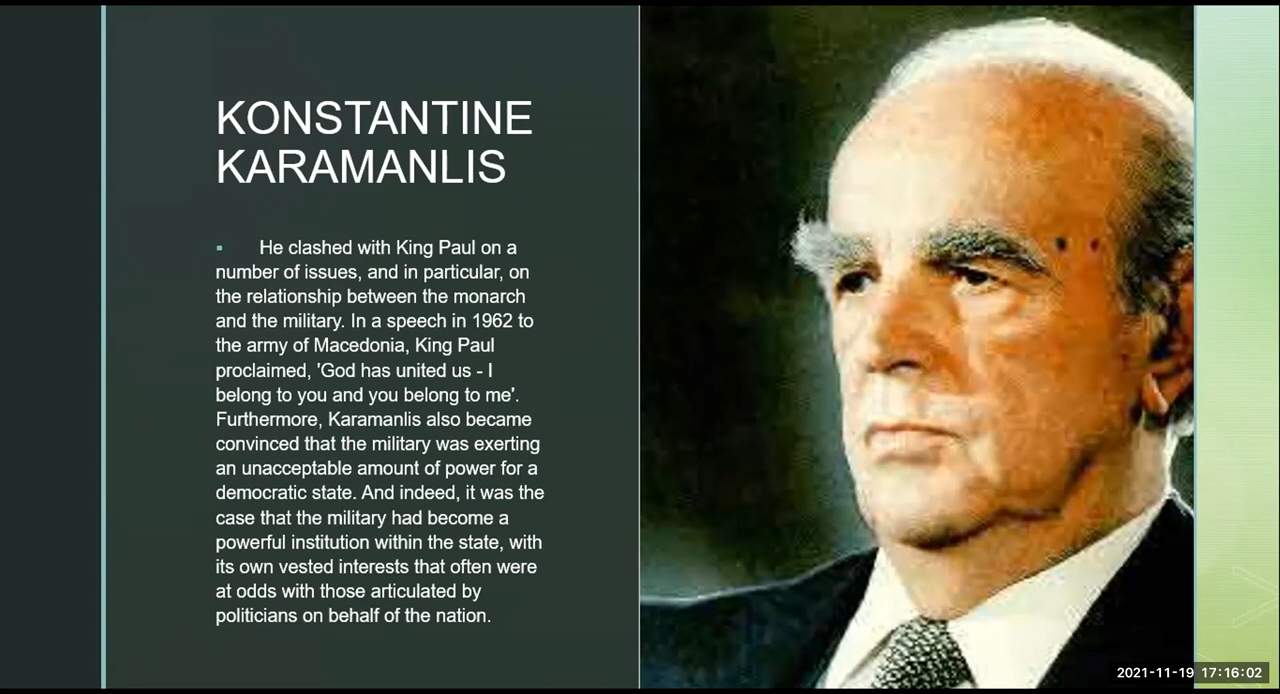 KONSTANTINE
KARAMANLIS
▪ He clashed with King Paul on a
number of issues, and in particular, on
the relationship between the monarch
and the military. In a speech in 1962 to
the army of Macedonia, King Paul
proclaimed, 'God has united us - I
belong to you and you belong to me'.
Furthermore, Karamanlis also became
convinced that the military was exerting
an unacceptable amount of power for a
democratic state. And indeed, it was the
case that the military had become a
powerful institution within the state, with
its own vested interests that often were
at odds with those articulated by
politicians on behalf of the nation.
2021-11-19 17:16:02